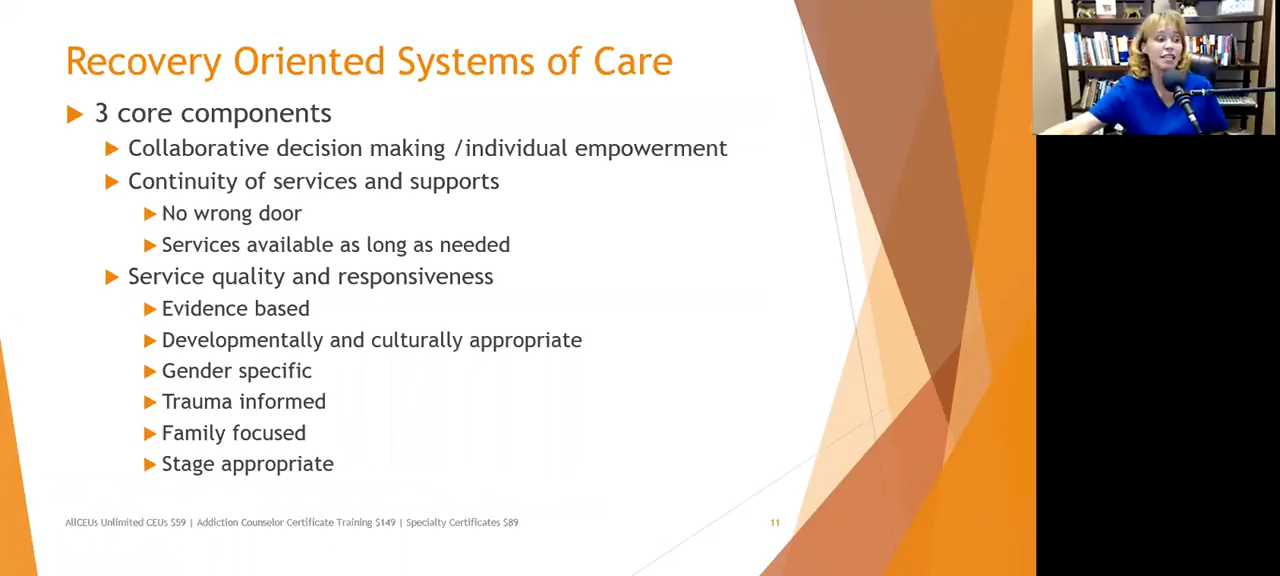 Recovery Oriented Systems of Care
3 core components
Collaborative decision making /individual empowerment
Continuity of services and supports
No wrong door
Services available as long as needed
Service quality and responsiveness
Evidence based
Developmentally and culturally appropriate
Gender specific
Trauma informed
Family focused
Stage appropriate
AllCEUs Unlimited CEUs $59 | Addiction Counselor Certificate Training $149 | Specialty Certificates $89
11